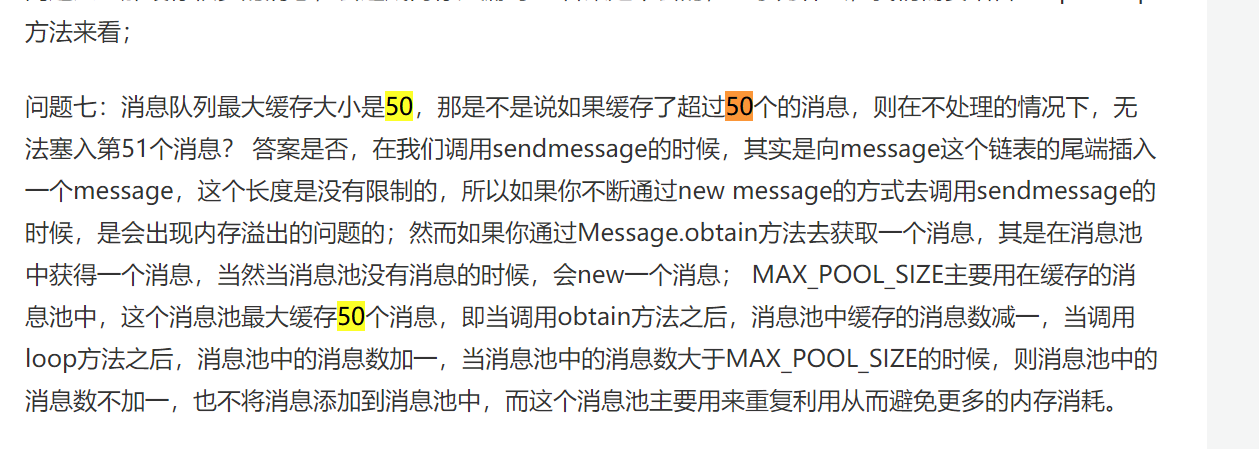 方法来看；
问题七：消息队列最大缓存大小是50，那是不是说如果缓存了超过50个的消息，则在不处理的情况下，无
法塞入第51个消息？ 答案是否，在我们调用sendmessage的时候，其实是向message这个链表的尾端插入
一个message，这个长度是没有限制的，所以如果你不断通过new message的方式去调用sendmessage的
时候，是会出现内存溢出的问题的；然而如果你通过Message.obtain方法去获取一个消息，其是在消息池
中获得一个消息，当然当消息池没有消息的时候，会new一个消息； MAX_POOL_SIZE主要用在缓存的消
息池中，这个消息池最大缓存50个消息，即当调用obtain方法之后，消息池中缓存的消息数减一，当调用
loop方法之后，消息池中的消息数加一，当消息池中的消息数大于MAX_POOL_SIZE的时候，则消息池中的
消息数不加一，也不将消息添加到消息池中，而这个消息池主要用来重复利用从而避免更多的内存消耗。